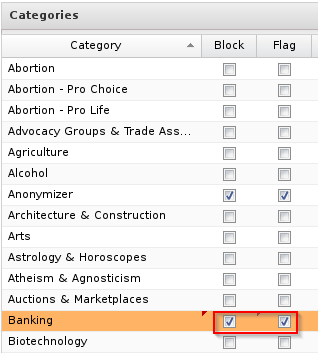 Categories
Category Block Flag
Abortion
Abortion - Pro Choice
Abortion - Pro Life
Advocacy Groups & Trade Ass...
Agriculture
Alcohol
Anonymizer
Architecture & Construction
Arts
Astrology & Horoscopes
Atheism & Agnosticism
Auctions & Marketplaces
Banking
Biotechnology